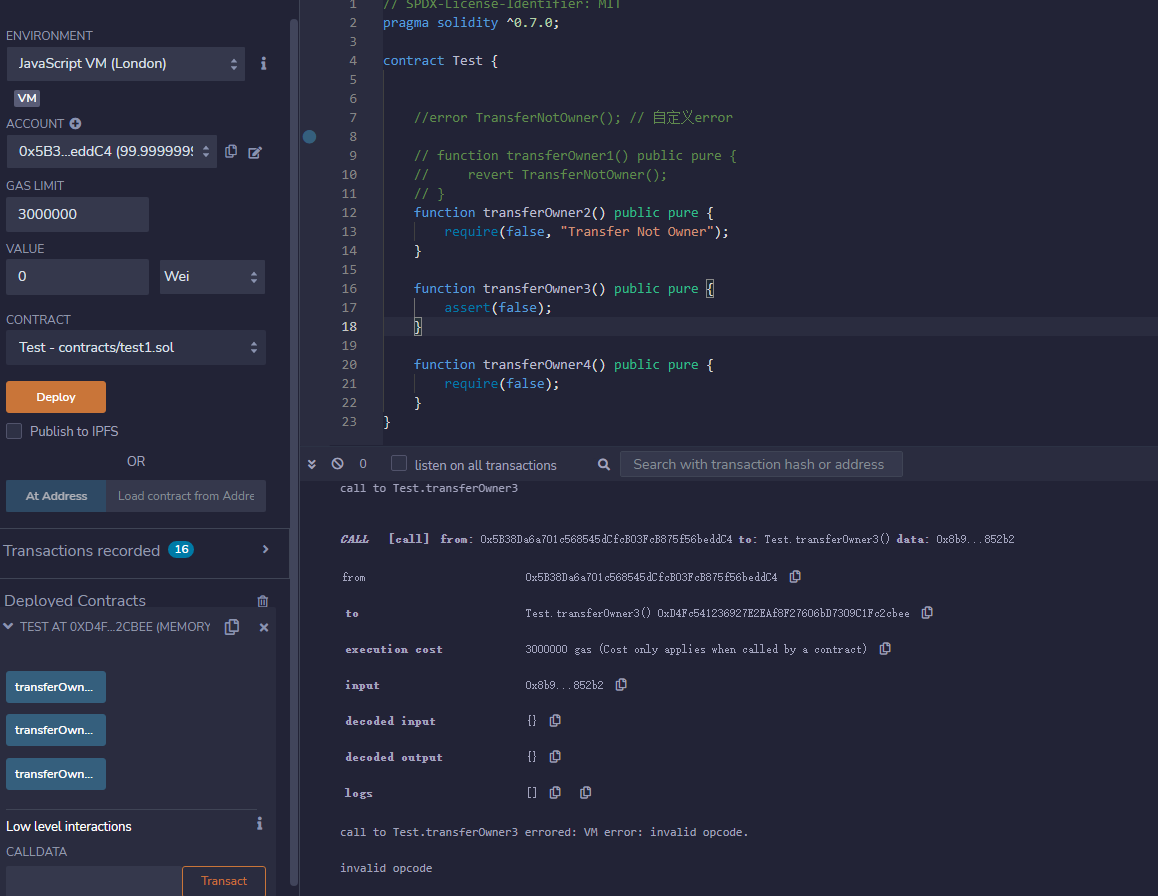 ENVIRONMENT
JavaScript VM (London)
VM
ACCOUNT
0x5B3...eddC4 (99.9999999
GAS LIMIT
3000000
VALUE
0
Wei
CONTRACT
Test - contracts/test1.sol
Deploy
Publish to IPFS
OR
At Address
Load contract from Addre
Transactions recorded 16
Deployed Contracts
TEST AT 0XD4F...2CBEE (MEMORY
transferOwn...
transferOwn...
transferOwn...
Low level interactions
CALLDATA
Transact
1 // SPDX-License-Identifier: MIT
2 pragma solidity ^0.7.0;
3
4 contract Test {
5
6
7 //error TransferNotOwner(); // 自定义error
8
9 // function transferOwner1() public pure {
10 //     revert TransferNotOwner();
11 // }
12 function transferOwner2() public pure {
13 require(false, "Transfer Not Owner");
14 }
15
16 function transferOwner3() public pure {
17 assert(false);
18 }
19
20 function transferOwner4() public pure {
21 require(false);
22 }
23 }
0
listen on all transactions
Search with transaction hash or address
call to Test.transferOwner3
CALL [call] from: 0x5B38Da6a701c568545dCfcB03FcB875f56beddC4 to: Test.transferOwner3() data: 0x8b9...852b2
from 0x5B38Da6a701c568545dCfcB03FcB875f56beddC4
to Test.transferOwner3() 0xD4Fc541236927E2EAf8F27606bD7309C1Fc2cbee
execution cost 3000000 gas (Cost only applies when called by a contract)
input 0x8b9...852b2
decoded input {}
decoded output {}
logs []
call to Test.transferOwner3 errored: VM error: invalid opcode.
invalid opcode